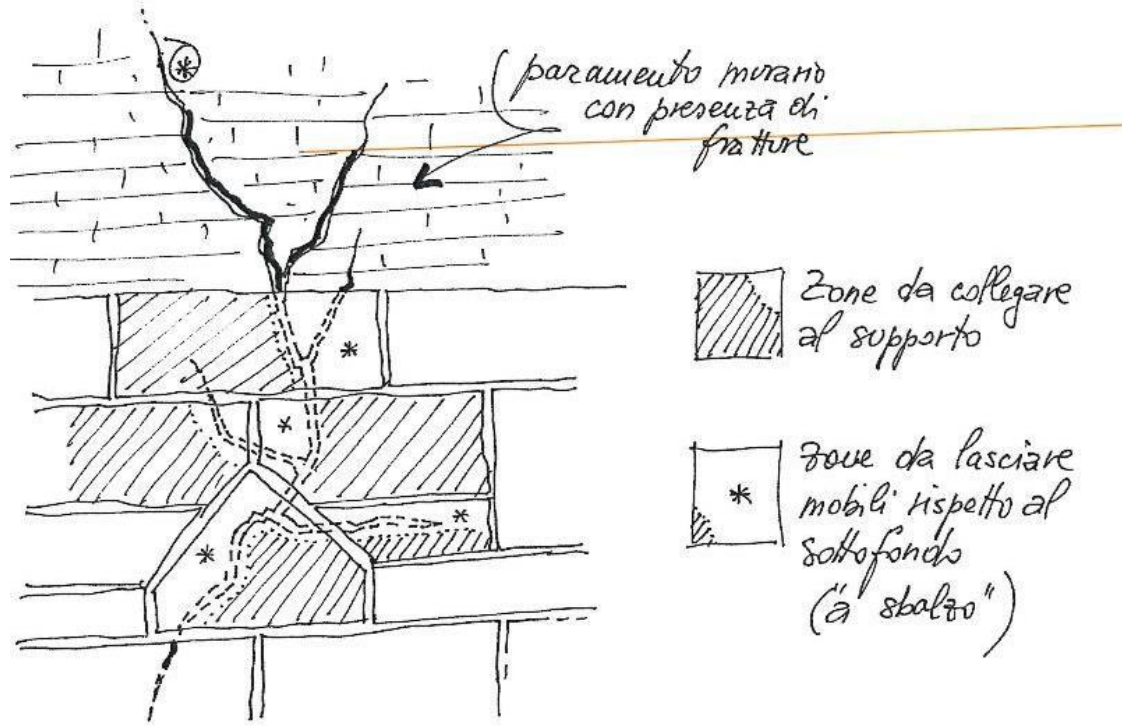 paramento murario
con presenza di
fratture
Zone da collegare
al supporto
zone da lasciare
mobili rispetto al
sottofondo
("a sbalzo")